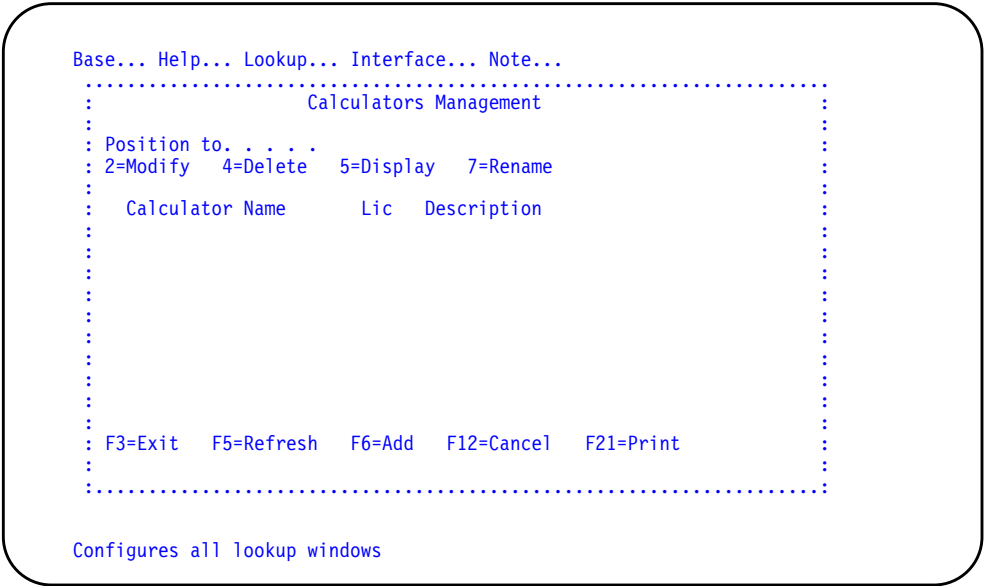 Base... Help... Lookup... Interface... Note...
Calculators Management
Position to. . . . .
2=Modify 4=Delete 5=Display 7=Rename
Calculator Name Lic Description
F3=Exit F5=Refresh F6=Add F12=Cancel F21=Print
Configures all lookup windows